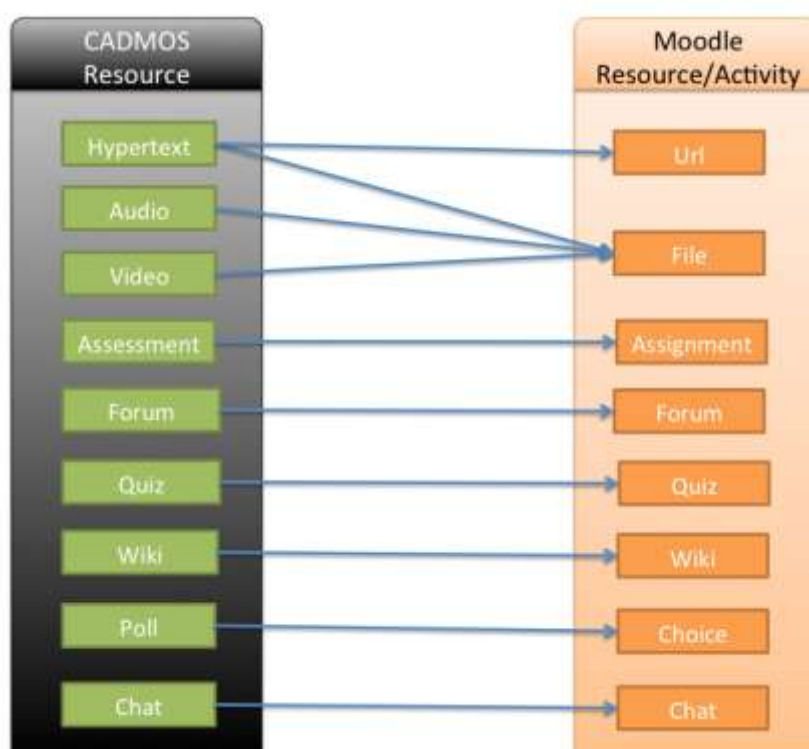 CADMOS
Resource
Moodle
Resource/Activity
Hypertext
Url
Audio
File
Video
Assessment
Assignment
Forum
Forum
Quiz
Quiz
Wiki
Wiki
Poll
Choice
Chat
Chat